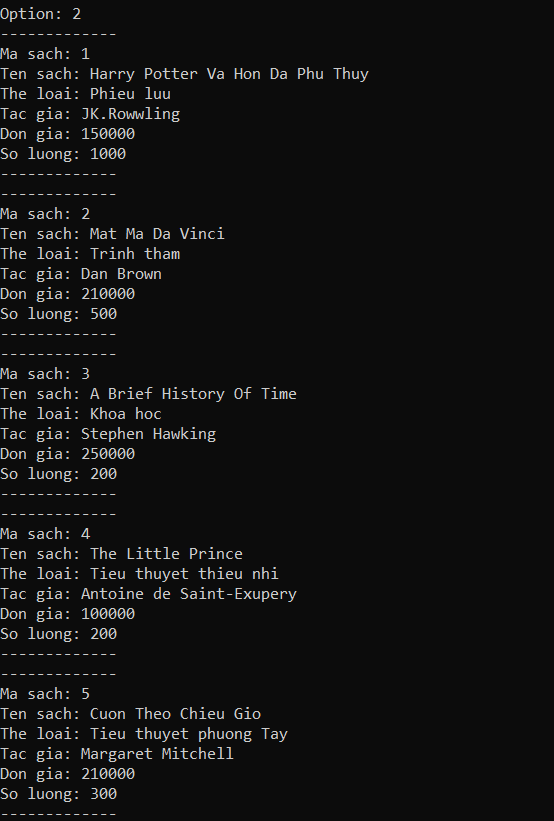 Option: 2
-------------
Ma sach: 1
Ten sach: Harry Potter Va Hon Da Phu Thuy
The loai: Phieu luu
Tac gia: JK.Rowwling
Don gia: 150000
So luong: 1000
-------------
-------------
Ma sach: 2
Ten sach: Mat Ma Da Vinci
The loai: Trinh tham
Tac gia: Dan Brown
Don gia: 210000
So luong: 500
-------------
-------------
Ma sach: 3
Ten sach: A Brief History Of Time
The loai: Khoa hoc
Tac gia: Stephen Hawking
Don gia: 250000
So luong: 200
-------------
-------------
Ma sach: 4
Ten sach: The Little Prince
The loai: Tieu thuyet thieu nhi
Tac gia: Antoine de Saint-Exupery
Don gia: 100000
So luong: 200
-------------
-------------
Ma sach: 5
Ten sach: Cuon Theo Chieu Gio
The loai: Tieu thuyet phuong Tay
Tac gia: Margaret Mitchell
Don gia: 210000
So luong: 300
-------------